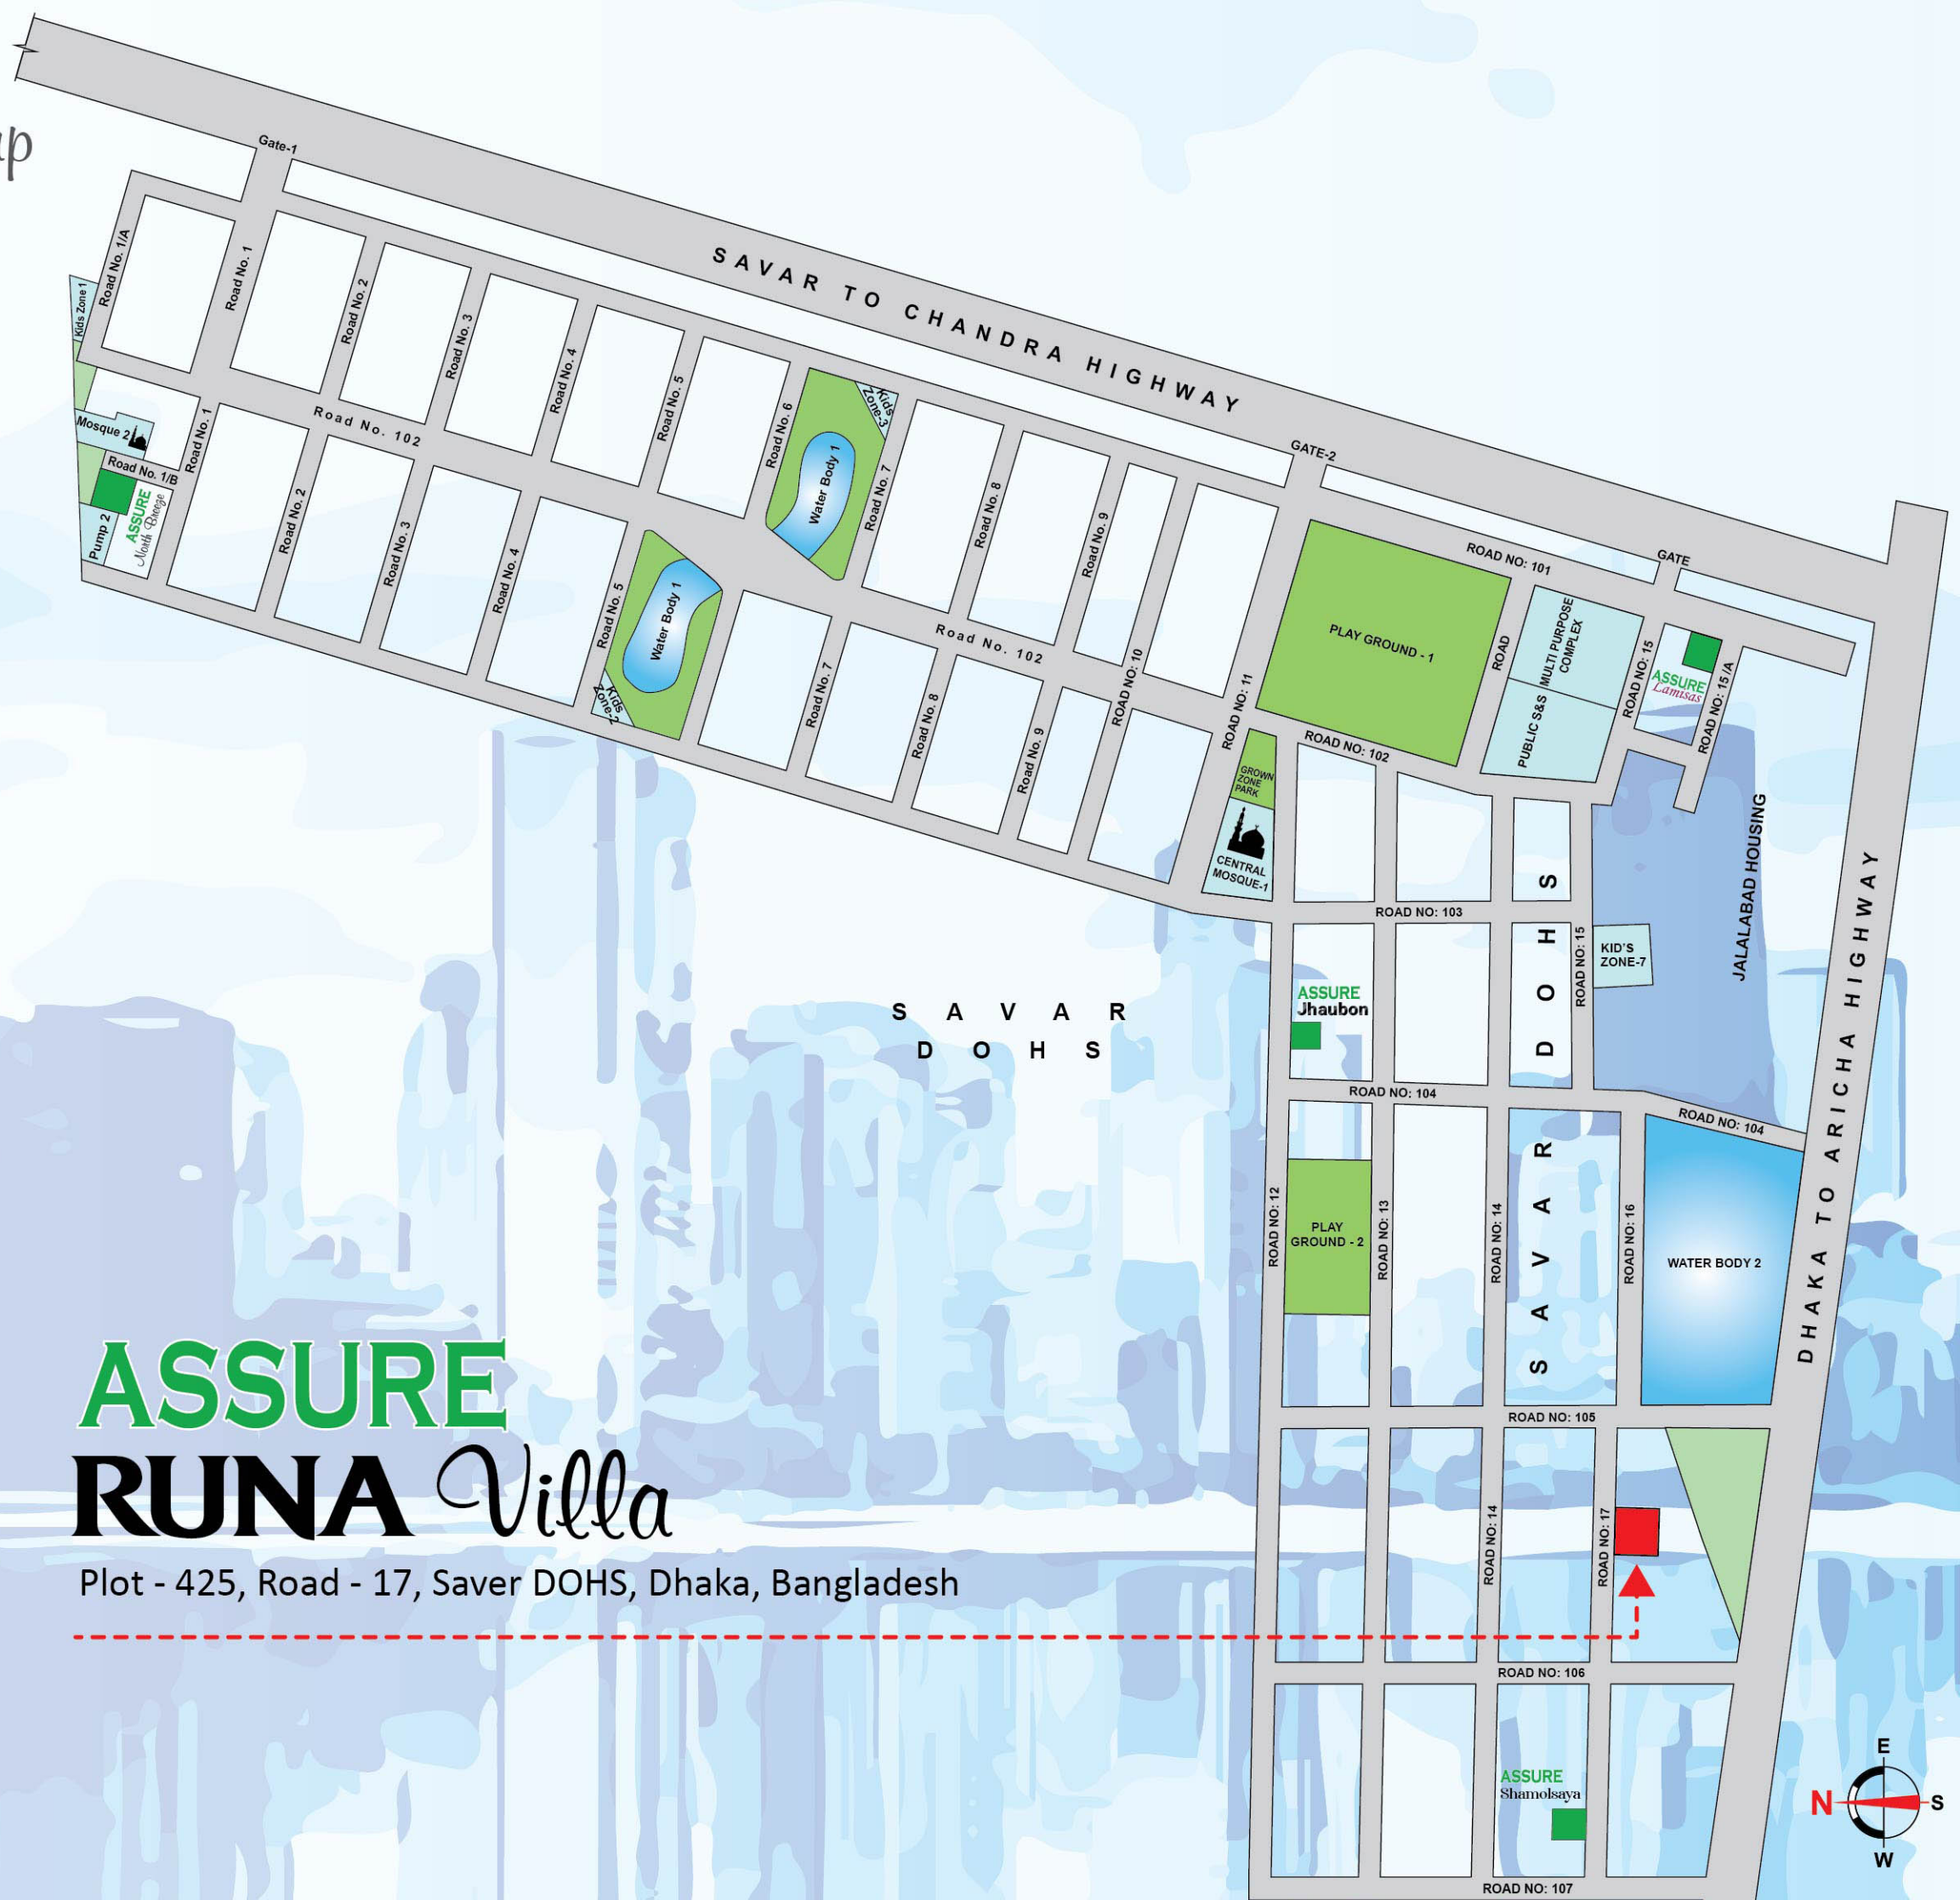 Gate-1
SAVAR TO CHANDRA HIGHWAY
Road No. 1/A
Road No. 1
Road No. 2
Road No. 3
Road No. 4
Road No. 5
Road No. 6
Kids Zone 1
Water Body 1
Kids
Zone-3
Road No. 7
Road No. 8
Road No. 9
Mosque 2
Road No. 1
Road No. 102
Road No. 1/B
ASSURE
North Breeze
Pump 2
Road No. 2
Road No. 3
Road No. 4
Road No. 5
Water Body 1
Kids
Zone-2
Road No. 102
Road No. 7
Road No. 8
Road No. 9
ROAD NO: 10
ROAD NO: 11
GATE-2
PLAY GROUND - 1
ROAD NO: 101
GATE
ROAD
MULTI PURPOSE
COMPLEX
PUBLIC S&S
ROAD NO: 15
ASSURE
Lamisas
ROAD NO: 15 /A
ROAD NO: 102
GROWN
ZONE
PARK
CENTRAL
MOSQUE-1
JALALABAD HOUSING
DHAKA TO ARICHA HIGHWAY
ROAD NO: 103
ROAD NO: 15
KID'S
ZONE-7
SAVAR DOHS
SAVAR
DOHS
ASSURE
Jhaubon
ROAD NO: 104
ROAD NO: 104
ROAD NO: 12
PLAY
GROUND - 2
ROAD NO: 13
ROAD NO: 14
ROAD NO: 16
WATER BODY 2
ROAD NO: 105
ROAD NO: 14
ROAD NO: 17
ASSURE
RUNA Villa
Plot - 425, Road - 17, Saver DOHS, Dhaka, Bangladesh
ROAD NO: 106
ASSURE
Shamolsaya
ROAD NO: 107
E
N
S
W